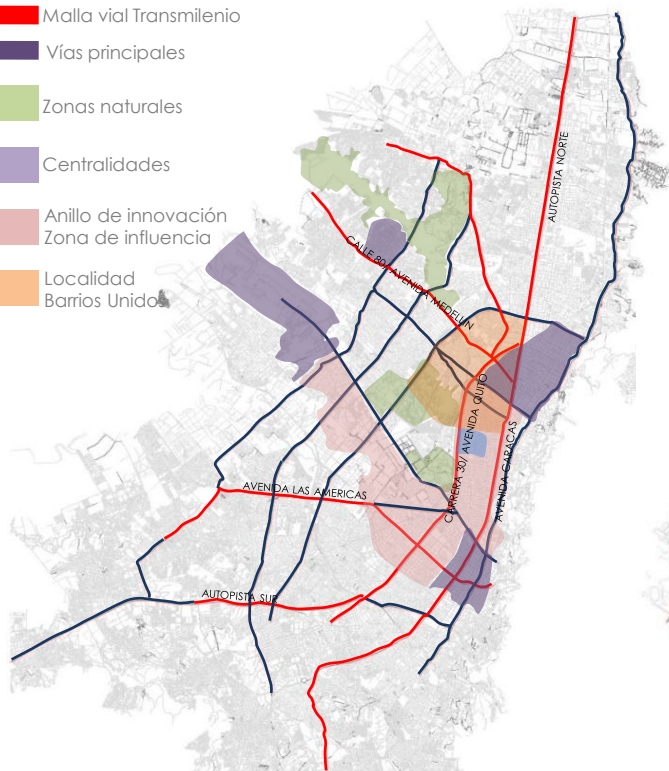 Malla vial Transmilenio
Vías principales
Zonas naturales
Centralidades
Anillo de innovación
Zona de influencia
Localidad
Barrios Unidos
AUTOPISTA NORTE
CALLE 80/ AVENIDA MEDELLIN
CARRERA 30/ AVENIDA QUITO
AVENIDA CARACAS
AVENIDA LAS AMERICAS
AUTOPISTA SUR